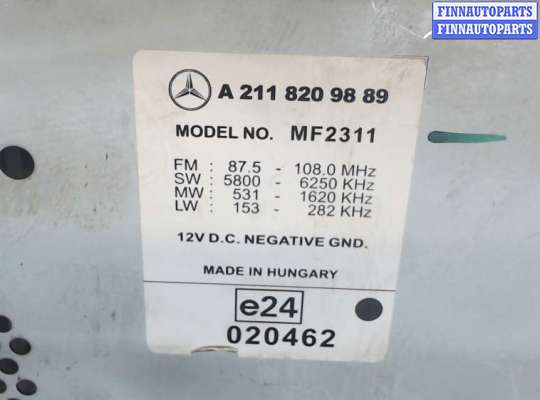 FINNAUTOPARTS
FINNAUTOPARTS
A 211 820 98 89
MODEL NO. MF2311
FM : 87.5 - 108.0 MHz
SW : 5800 - 6250 KHz
MW : 531 - 1620 KHz
LW : 153 - 282 KHz
12V D.C. NEGATIVE GND.
MADE IN HUNGARY
e24
020462